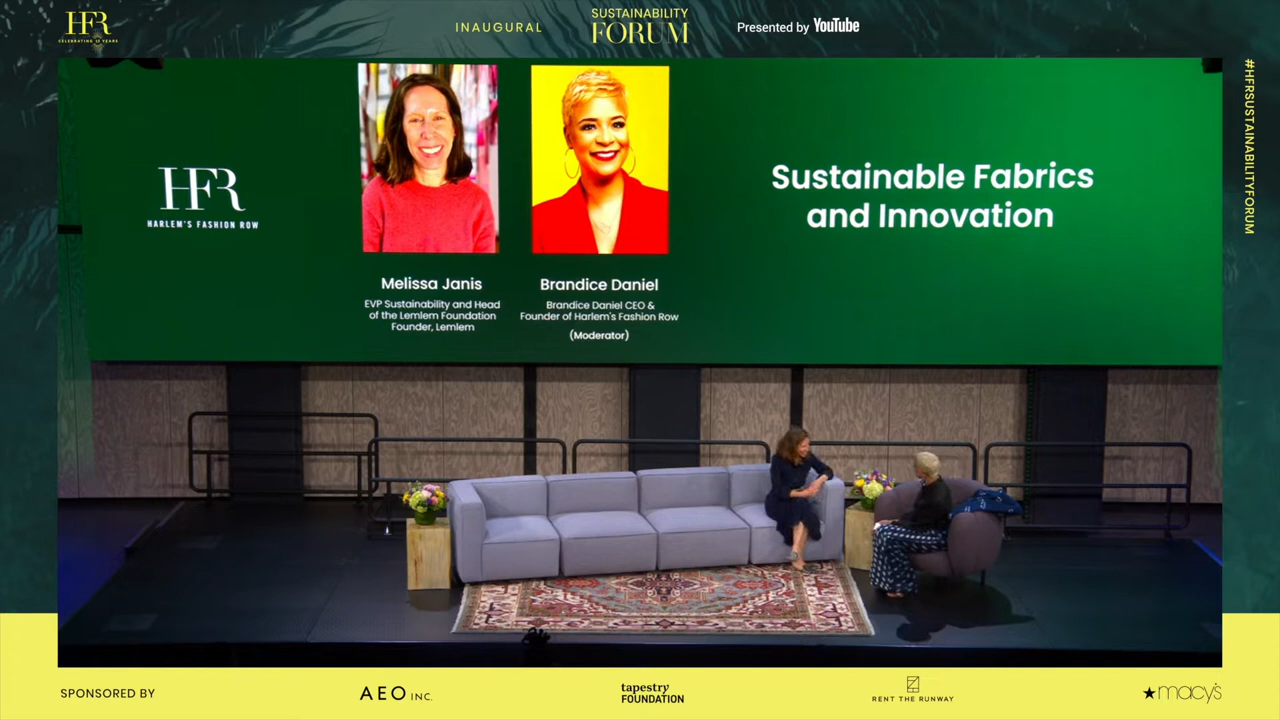 HFR
CELEBRATING 15 YEARS
INAUGURAL
SUSTAINABILITY
FORUM
Presented by YouTube
#HFRSUSTAINABILITYFORUM
HFR
HARLEM'S FASHION ROW
Sustainable Fabrics
and Innovation
Melissa Janis
EVP Sustainability and Head
of the Lemlem Foundation
Founder, Lemlem
Brandice Daniel
Brandice Daniel CEO &
Founder of Harlem's Fashion Row
(Moderator)
SPONSORED BY
AEO INC.
tapestry
FOUNDATION
RENT THE RUNWAY
★macy's